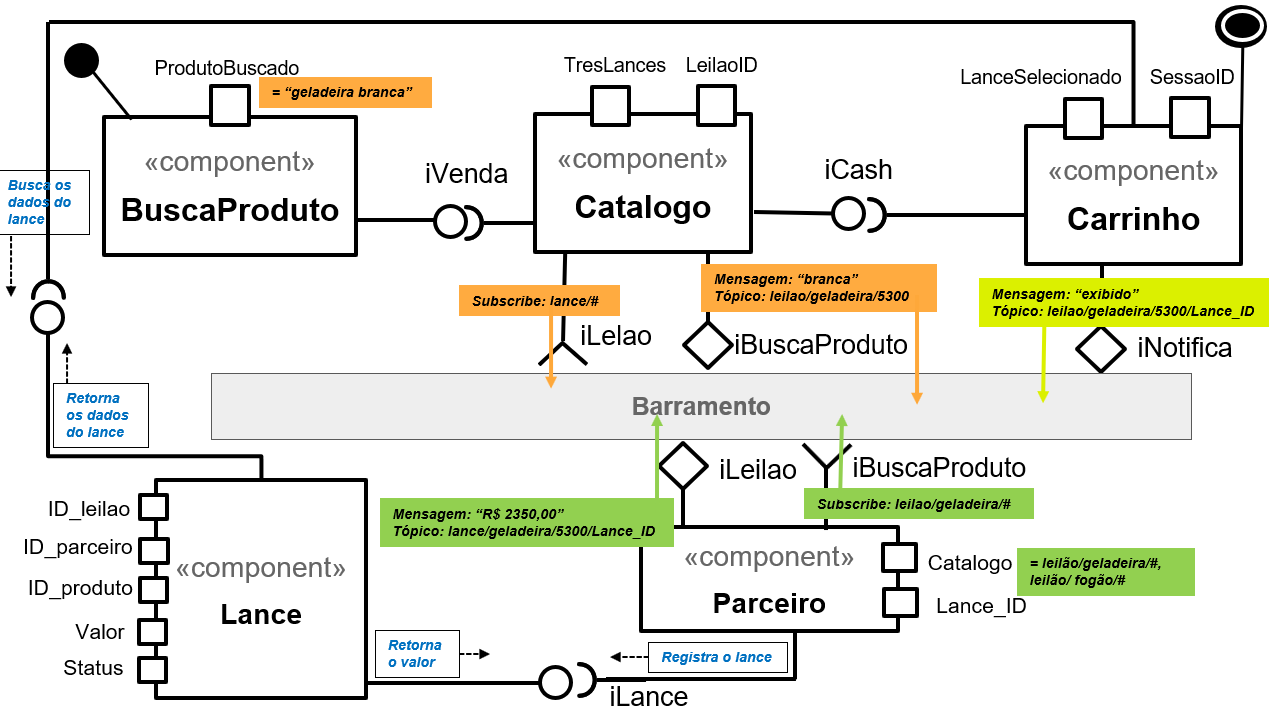 ProdutoBuscado
= “geladeira branca”
TresLances
LeilaoID
LanceSelecionado
SessaoID
«component»
BuscaProduto
iVenda
«component»
Catalogo
iCash
«component»
Carrinho
Busca os
dados do
lance
Subscribe: lance/#
iLelao
Mensagem: “branca”
Tópico: leilao/geladeira/5300
iBuscaProduto
Mensagem: “exibido”
Tópico: leilao/geladeira/5300/Lance_ID
iNotifica
Retorna
os dados
do lance
Barramento
iLeilao
iBuscaProduto
Mensagem: “R$ 2350,00”
Tópico: lance/geladeira/5300/Lance_ID
Subscribe: leilao/geladeira/#
ID_leilao
ID_parceiro
ID_produto
Valor
Status
«component»
Lance
«component»
Parceiro
Catalogo
Lance_ID
= leilão/geladeira/#,
leilão/ fogão/#
Retorna
o valor
Registra o lance
iLance